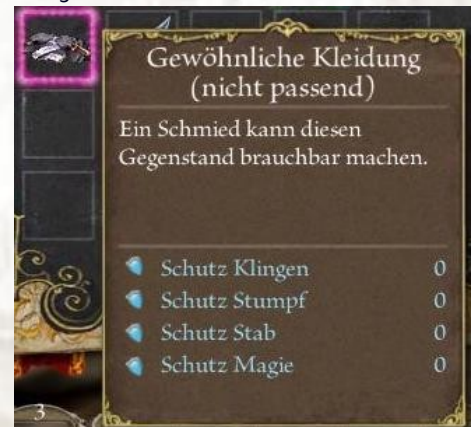 Gewöhnliche Kleidung
(nicht passend)
Ein Schmied kann diesen
Gegenstand brauchbar machen.
Schutz Klingen 0
Schutz Stumpf 0
Schutz Stab 0
Schutz Magie 0
3